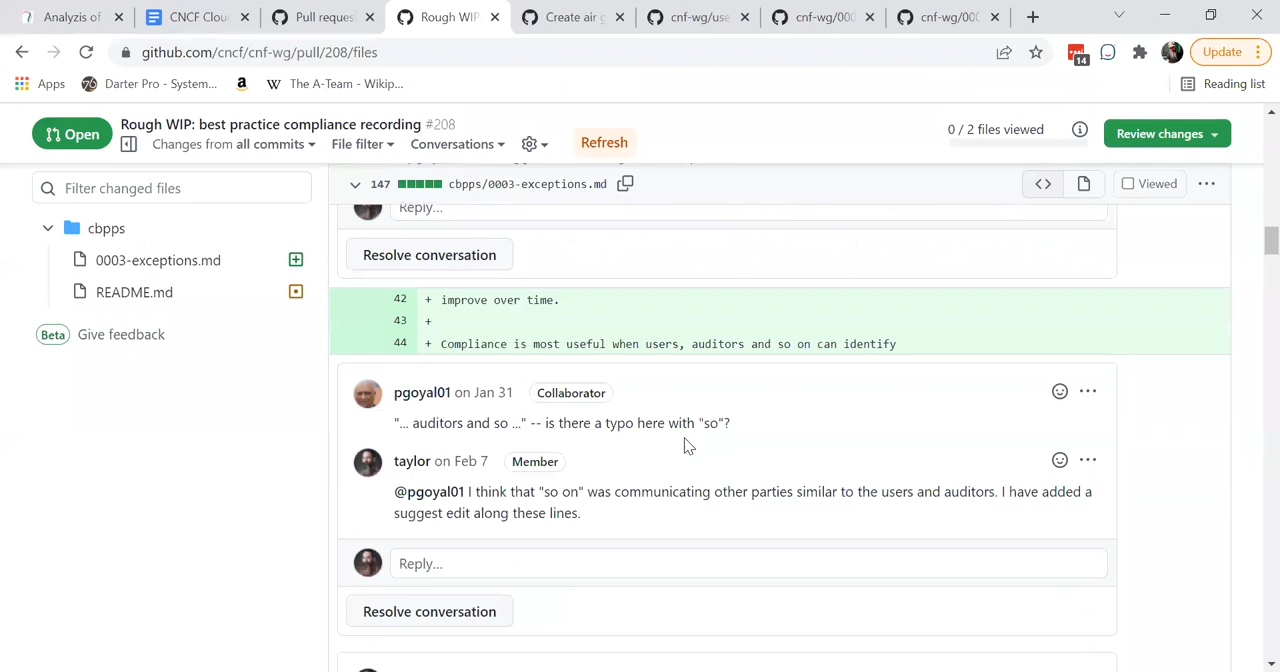 Analyzis of
CNCF Clou
Pull reques
Rough WIP
Create air g
cnf-wg/use
cnf-wg/000
cnf-wg/000
github.com/cncf/cnf-wg/pull/208/files
14
Update
Apps
Darter Pro - System...
The A-Team - Wikip...
Reading list
Open
Rough WIP: best practice compliance recording #208
Changes from all commits
File filter
Conversations
Refresh
0 / 2 files viewed
Review changes
Filter changed files
147
cbpps/0003-exceptions.md
Viewed
Reply...
cbpps
0003-exceptions.md
README.md
Beta Give feedback
Resolve conversation
42 + improve over time.
43 +
44 + Compliance is most useful when users, auditors and so on can identify
pgoyal01 on Jan 31 Collaborator
"... auditors and so ..." -- is there a typo here with "so"?
taylor on Feb 7 Member
@pgoyal01 I think that "so on" was communicating other parties similar to the users and auditors. I have added a
suggest edit along these lines.
Reply...
Resolve conversation